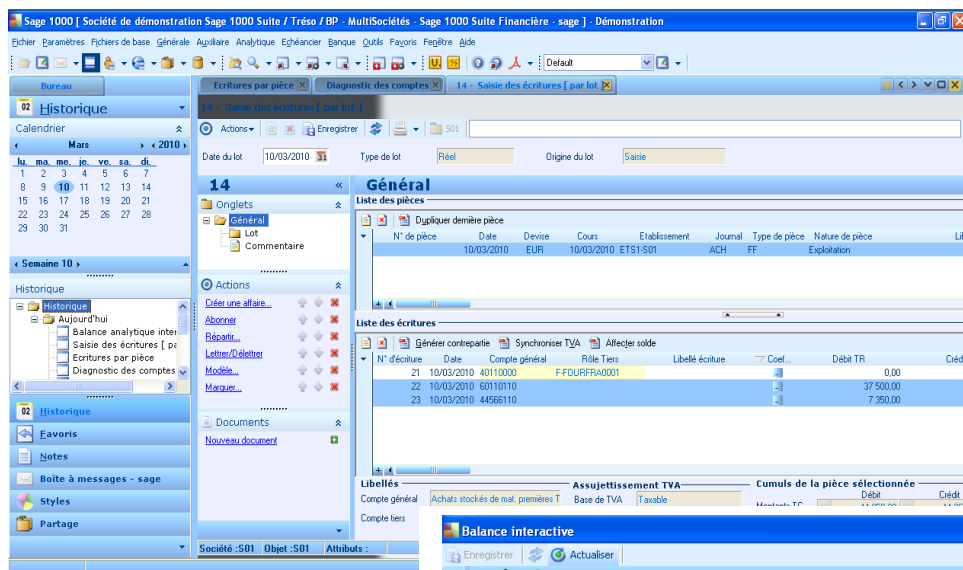 Sage 1000 [ Société de démonstration Sage 1000 Suite / Tréso / BP - MultiSociétés - Sage 1000 Suite Financière - sage ] - Démonstration
Fichier Paramètres Fichiers de base Générale Auxiliaire Analytique Echéancier Banque Outils Favoris Fenêtre Aide
Default
Bureau
Ecritures par pièce
Diagnostic des comptes
14 - Saisie des écritures [ par lot ]
02 Historique
14 - Saisie des écritures [ par lot ]
Calendrier
Actions
Enregistrer
S01
Mars 2010
lu. ma. me. je. ve. sa. di.
1 2 3 4 5 6 7
8 9 10 11 12 13 14
15 16 17 18 19 20 21
22 23 24 25 26 27 28
29 30 31
Date du lot 10/03/2010 31 Type de lot Réel Origine du lot Saisie
Semaine 10
Historique
Historique
Aujourd'hui
Balance analytique inter
Saisie des écritures [ pa
Ecritures par pièce
Diagnostic des comptes
02 Historique
Favoris
Notes
Boîte à messages - sage
Styles
Partage
14
Onglets
Général
Lot
Commentaire
Actions
Créer une affaire...
Abonner
Répartir...
Lettrer/Délettrer
Modèle...
Marquer...
Documents
Nouveau document
Général
Liste des pièces
Dupliquer dernière pièce
N° de pièce Date Devise Cours Etablissement Journal Type de pièce Nature de pièce Lib
10/03/2010 EUR 10/03/2010 ETS1-S01 ACH FF Exploitation
Liste des écritures
Générer contrepartie Synchroniser TVA Affecter solde
N° d'écriture Date Compte général Rôle Tiers Libellé écriture Coef... Débit TR Créd
21 10/03/2010 40110000 F-FOURFRA0001 0,00
22 10/03/2010 60110110 37 500,00
23 10/03/2010 44566110 7 350,00
Libellés Assujettissement TVA Cumuls de la pièce sélectionnée
Débit Crédit
Compte général Achats stockés de mat. premières T Base de TVA Taxable
Compte tiers
Société :S01 Objet :S01 Attributs :
Balance interactive
Enregistrer Actualiser